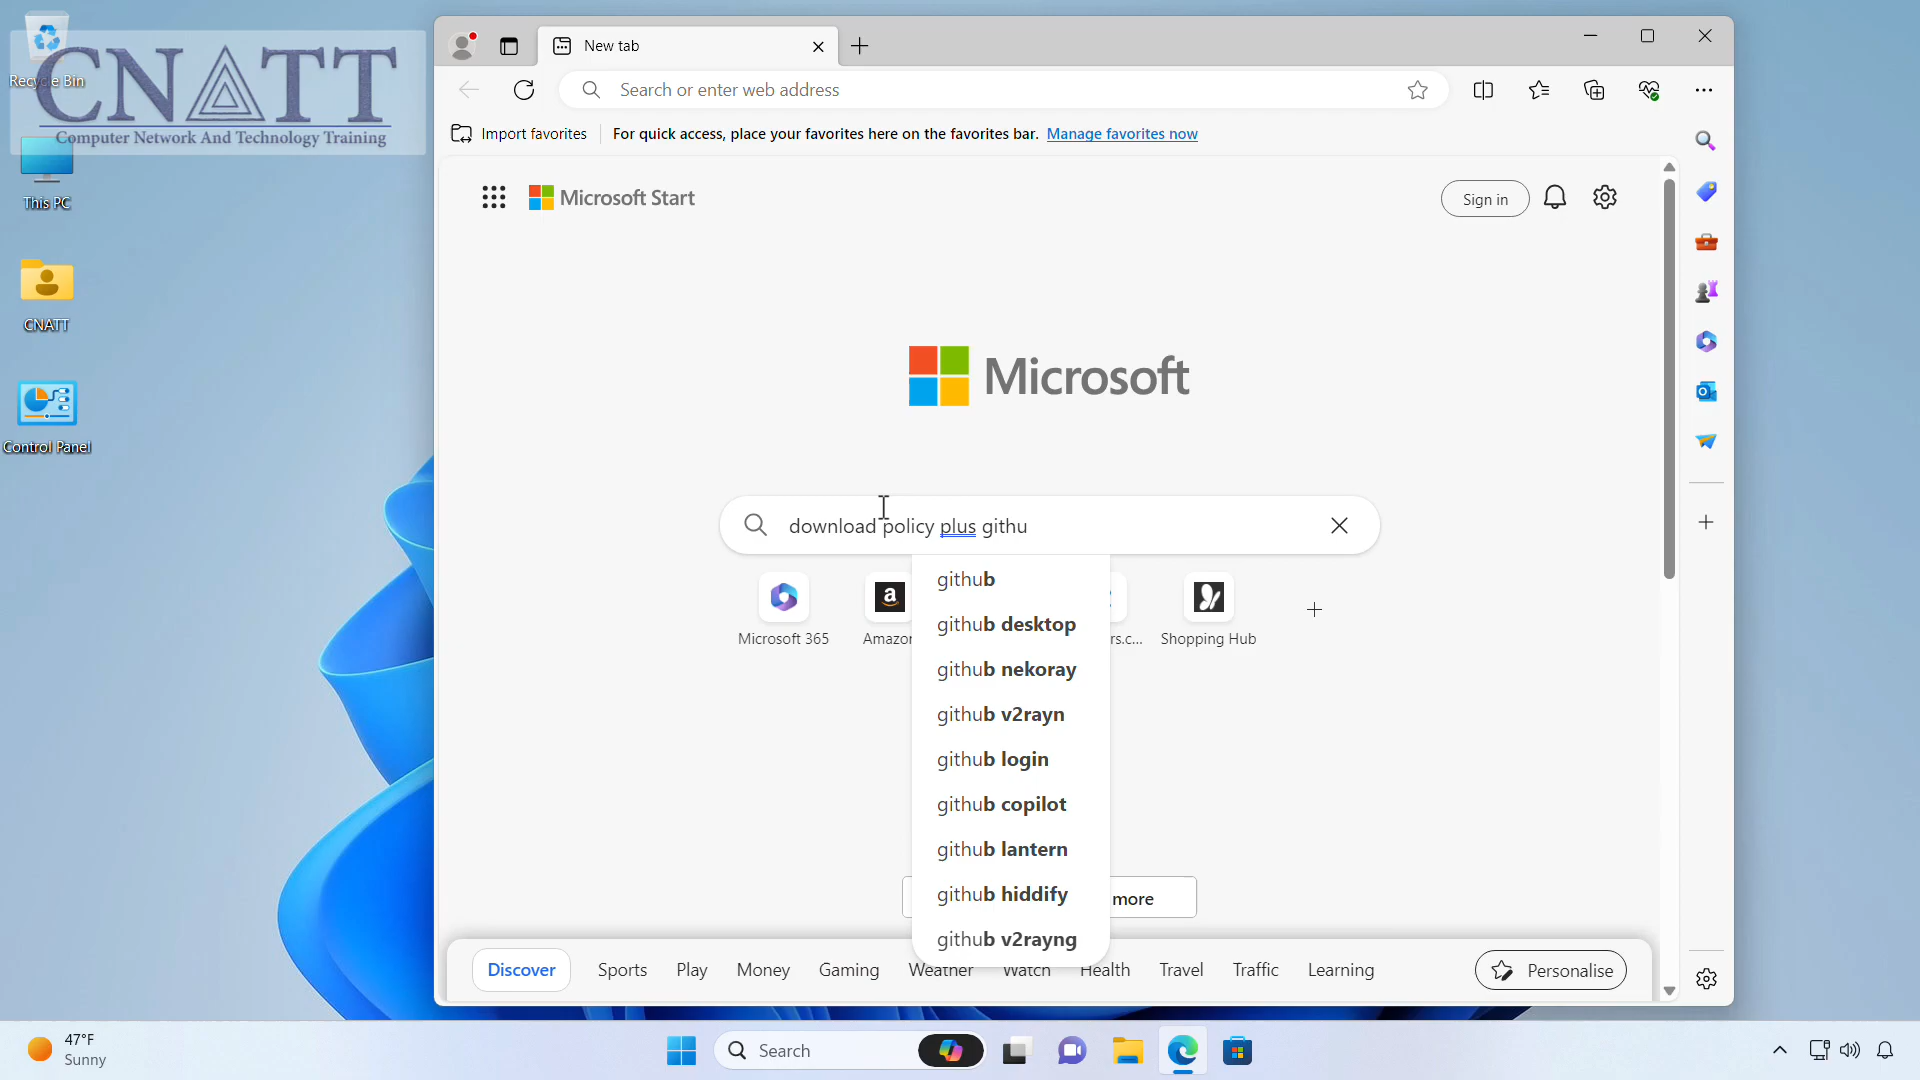 Recycle Bin
CNATT
Computer Network And Technology Training
This PC
CNATT
Control Panel
New tab
Search or enter web address
Import favorites
For quick access, place your favorites here on the favorites bar. Manage favorites now
Microsoft Start
Sign in
Microsoft
download policy plus githu
github
github desktop
github nekoray
github v2rayn
github login
github copilot
github lantern
github hiddify
github v2rayng
Microsoft 365
Amazon
rs.c...
Shopping Hub
more
Discover
Sports
Play
Money
Gaming
Weather
Watch
Health
Travel
Traffic
Learning
Personalise
47°F
Sunny
Search